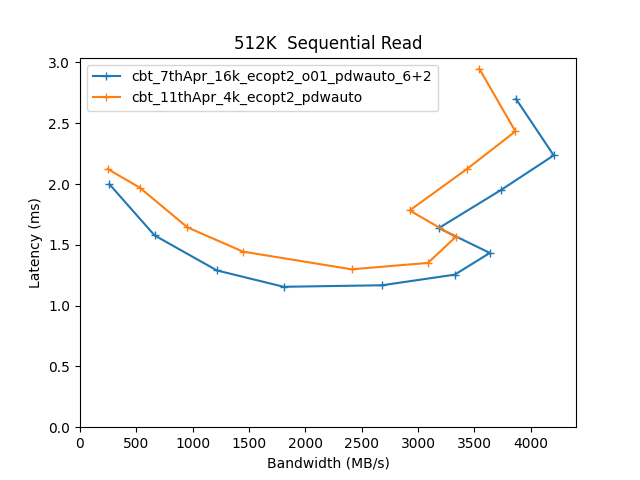 512K  Sequential Read
cbt_7thApr_16k_ecopt2_o01_pdwauto_6+2
cbt_11thApr_4k_ecopt2_pdwauto
3.0
2.5
2.0
1.5
1.0
0.5
0.0
Latency (ms)
0 500 1000 1500 2000 2500 3000 3500 4000
Bandwidth (MB/s)